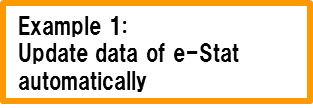 Example 1:
Update data of e-Stat
automatically